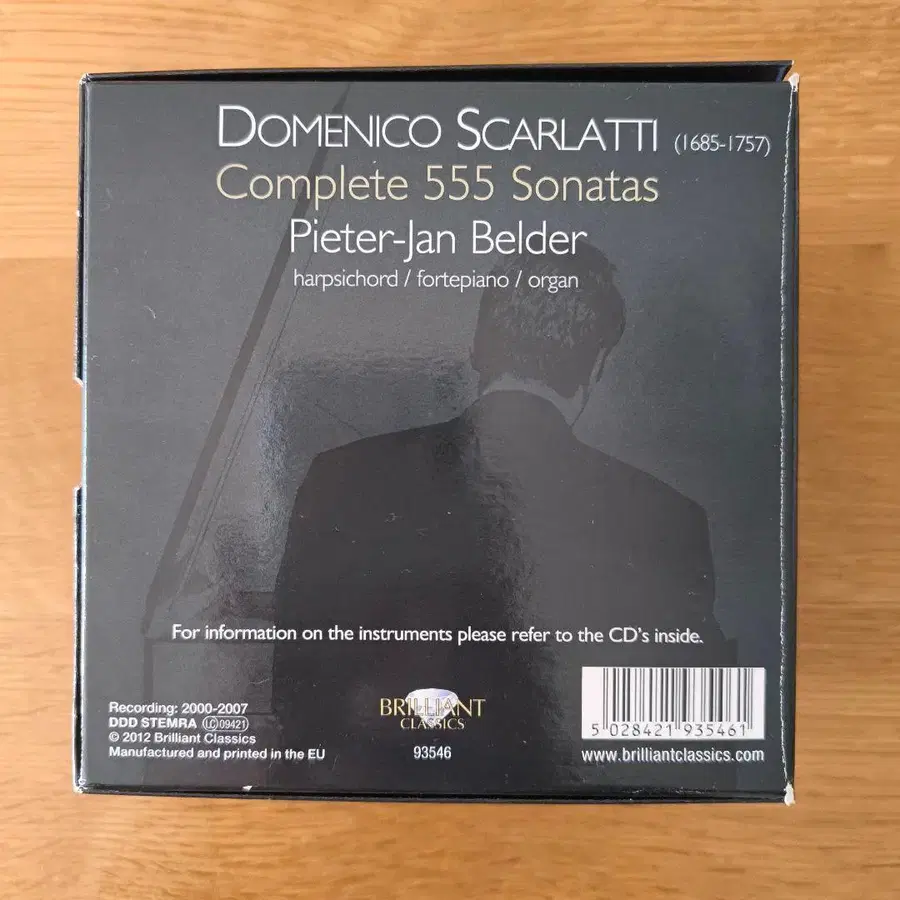 DOMENICO SCARLATTI (1685-1757)
Complete 555 Sonatas
Pieter-Jan Belder
harpsichord / fortepiano / organ
For information on the instruments please refer to the CD's inside.
Recording: 2000-2007
DDD STEMRA LC 09421
© 2012 Brilliant Classics
Manufactured and printed in the EU
BRILLIANT
CLASSICS
93546
5 028421 935461
www.brilliantclassics.com